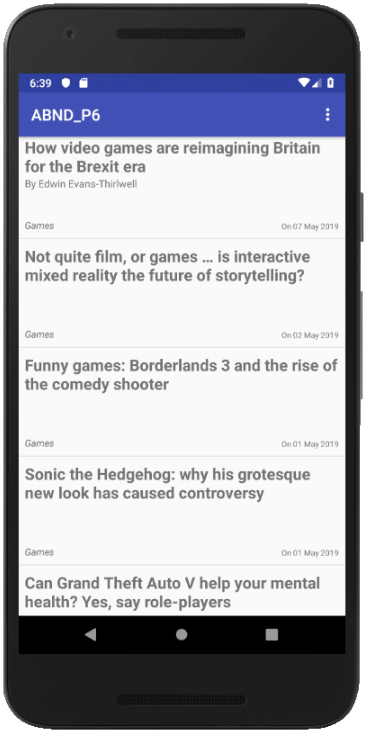 6:39
ABND_P6
How video games are reimagining Britain
for the Brexit era
By Edwin Evans-Thirlwell
Games
On 07 May 2019
Not quite film, or games … is interactive
mixed reality the future of storytelling?
Games
On 02 May 2019
Funny games: Borderlands 3 and the rise of
the comedy shooter
Games
On 01 May 2019
Sonic the Hedgehog: why his grotesque
new look has caused controversy
Games
On 01 May 2019
Can Grand Theft Auto V help your mental
health? Yes, say role-players